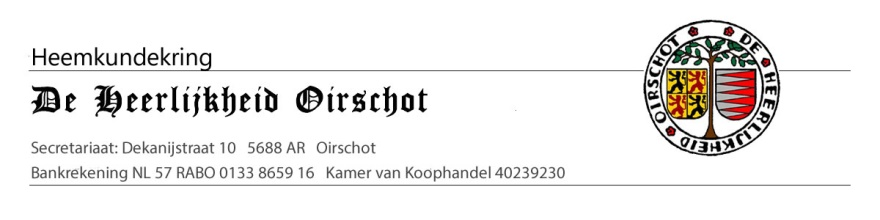 Heemkundekring
De Heerlijkheid Oirschot
Secretariaat: Dekanijstraat 10 5688 AR Oirschot
Bankrekening NL 57 RABO 0133 8659 16 Kamer van Koophandel 40239230
OIRSCHOT DE HEERLIJKHEID